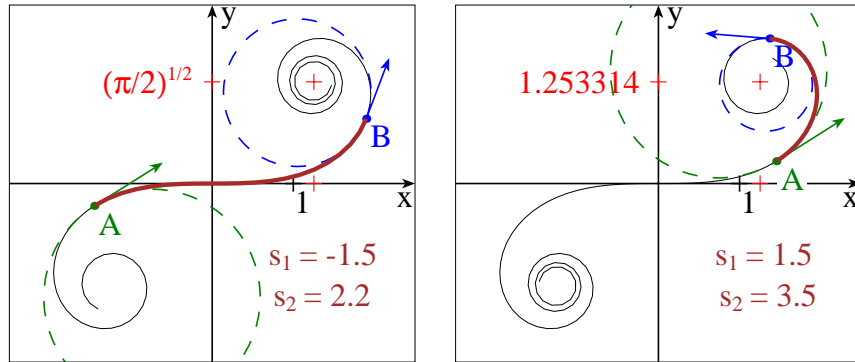 y
(π/2)^1/2
B
1
x
A
s₁ = -1.5
s₂ = 2.2
y
B
1.253314
A
1
x
s₁ = 1.5
s₂ = 3.5